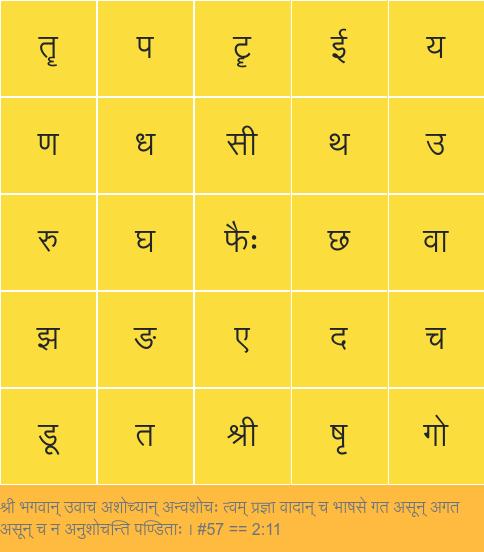 तॄ प टॄ ई य
ण ध सी थ उ
रु घ फैः छ वा
झ ङ ए द च
डू त श्री षृ गो
श्री भगवान् उवाच अशोच्यान् अन्वशोचः त्वम् प्रज्ञा वादान् च भाषसे गत असून् अगत
असून् च न अनुशोचन्ति पण्डिताः । #57 == 2:11